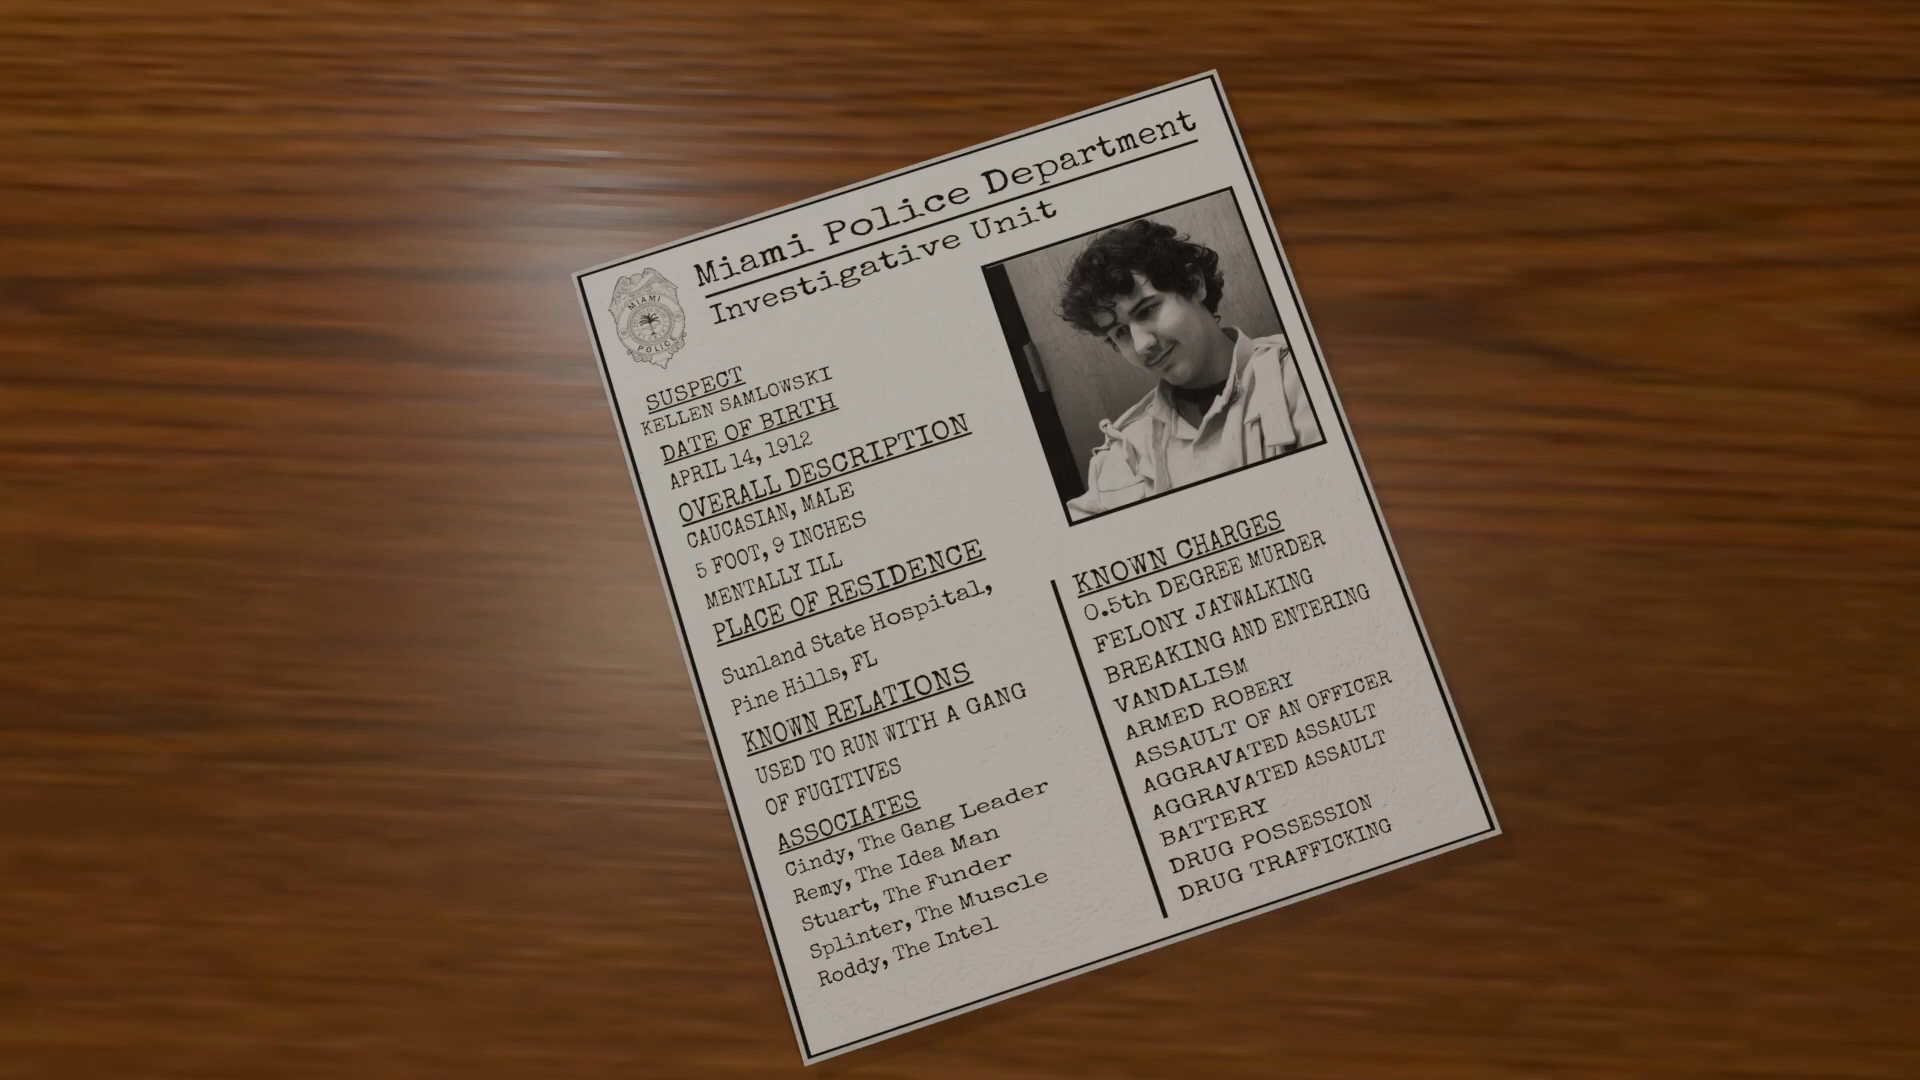 Miami Police Department
Investigative Unit
MIAMI
POLICE
SUSPECT
KELLEN SAMLOWSKI
DATE OF BIRTH
APRIL 14, 1912
OVERALL DESCRIPTION
CAUCASIAN, MALE
5 FOOT, 9 INCHES
MENTALLY ILL
PLACE OF RESIDENCE
Sunland State Hospital,
Pine Hills, FL
KNOWN RELATIONS
USED TO RUN WITH A GANG
OF FUGITIVES
ASSOCIATES
Cindy, The Gang Leader
Remy, The Idea Man
Stuart, The Funder
Splinter, The Muscle
Roddy, The Intel
KNOWN CHARGES
0.5th DEGREE MURDER
FELONY JAYWALKING
BREAKING AND ENTERING
VANDALISM
ARMED ROBERY
ASSAULT OF AN OFFICER
AGGRAVATED ASSAULT
AGGRAVATED ASSAULT
BATTERY
DRUG POSSESSION
DRUG TRAFFICKING